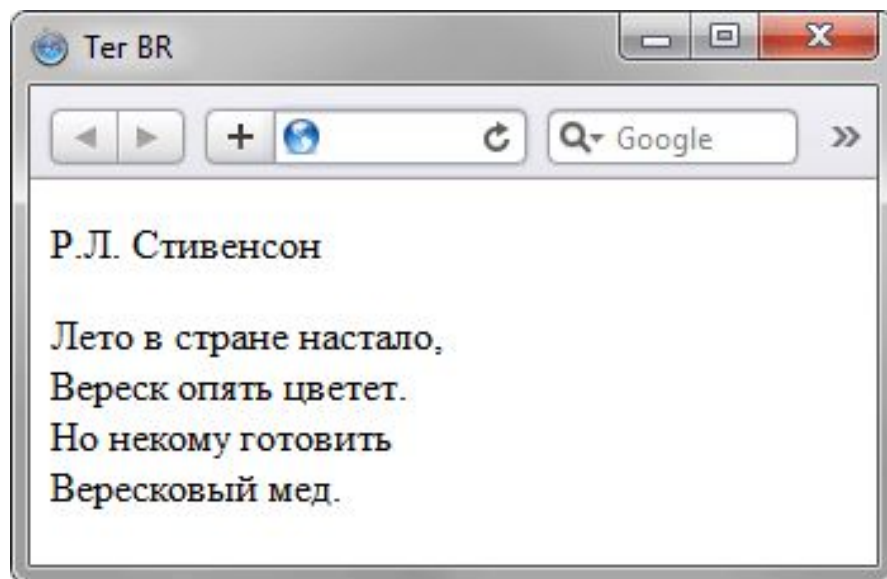 Тег BR
Google
Р.Л. Стивенсон
Лето в стране настало,
Вереск опять цветет.
Но некому готовить
Вересковый мед.